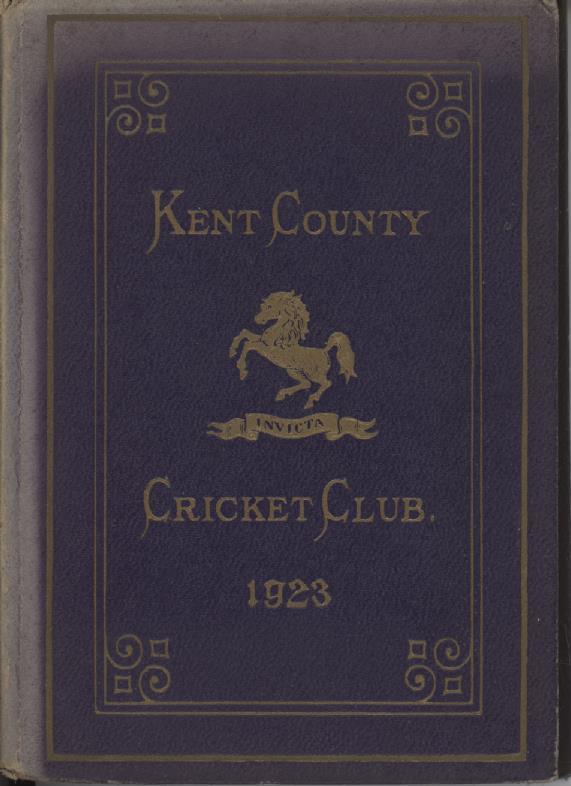 KENT COUNTY
INVICTA
CRICKET CLUB.
1923